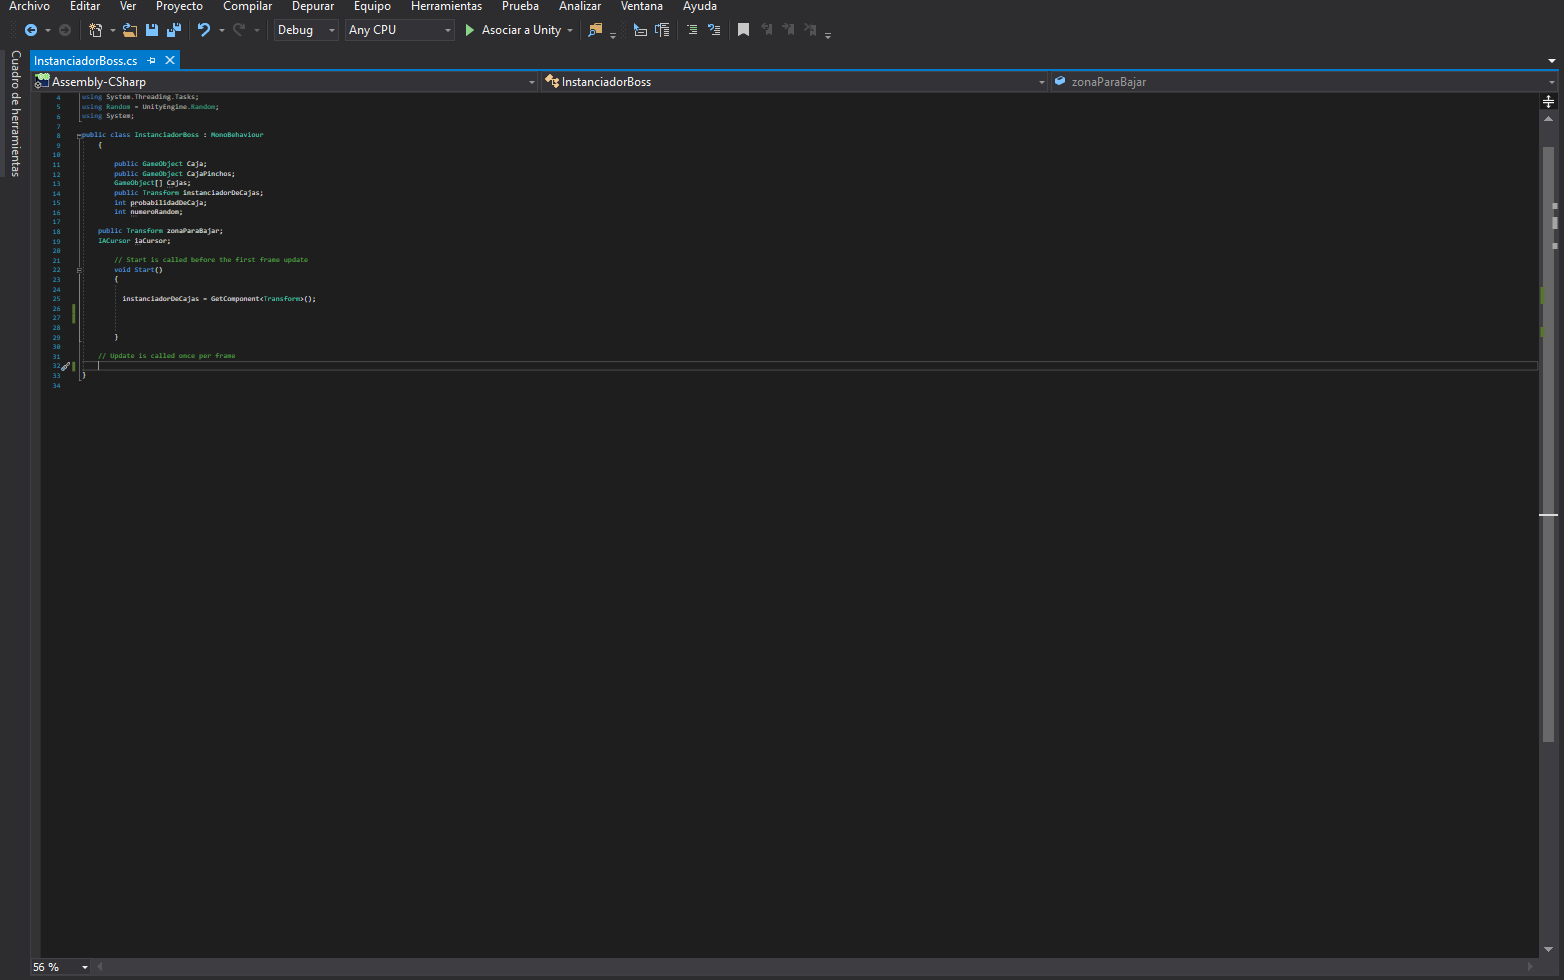 Archivo Editar Ver Proyecto Compilar Depurar Equipo Herramientas Prueba Analizar Ventana Ayuda
Debug Any CPU Asociar a Unity
Cuadro de herramientas
InstanciadorBoss.cs
Assembly-CSharp InstanciadorBoss zonaParaBajar
4 using System.Threading.Tasks;
5 using Random = UnityEngine.Random;
6 using System;
7
8 public class InstanciadorBoss : MonoBehaviour
9 {
10
11 public GameObject Caja;
12 public GameObject CajaPinchos;
13 GameObject[] Cajas;
14 public Transform instanciadorDeCajas;
15 int probabilidadDeCaja;
16 int numeroRandom;
17
18 public Transform zonaParaBajar;
19 IACursor iaCursor;
20
21 // Start is called before the first frame update
22 void Start()
23 {
24
25 instanciadorDeCajas = GetComponent<Transform>();
26
27
28
29 }
30
31 // Update is called once per frame
32
33 }
34
56 %